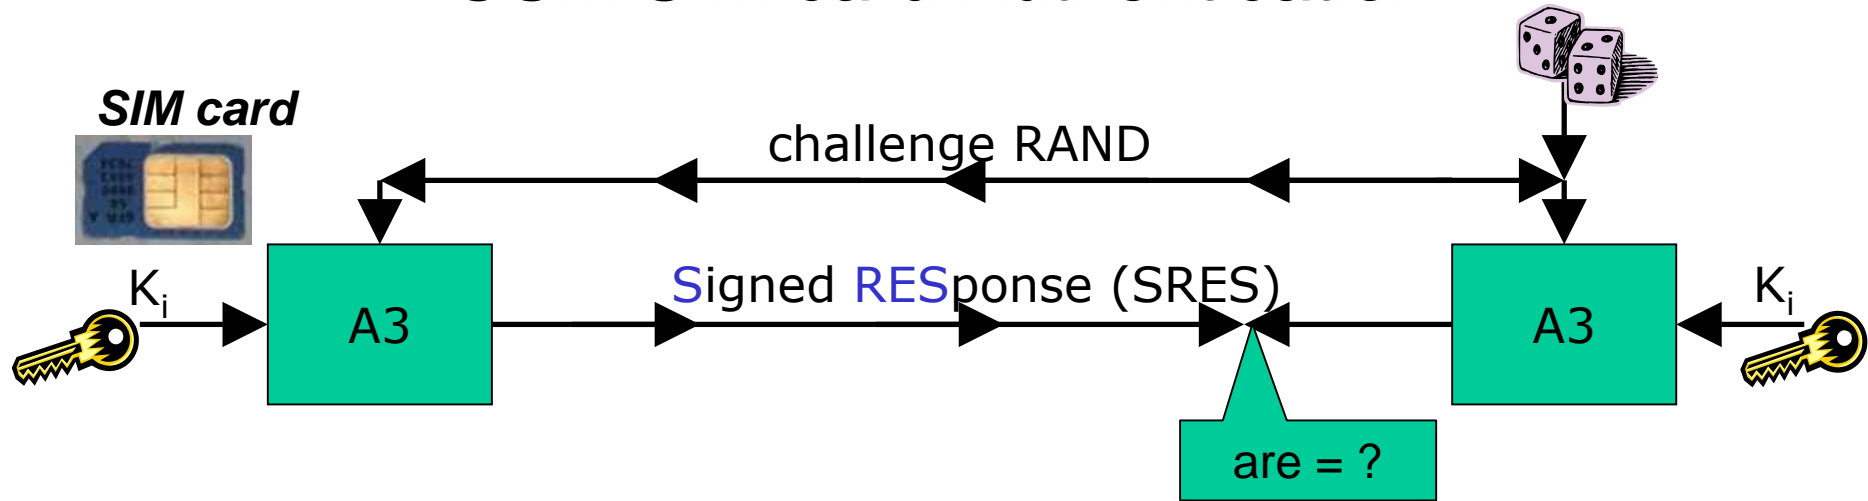 SIM card
challenge RAND
Ki
Signed RESponse (SRES)
Ki
A3
A3
are = ?